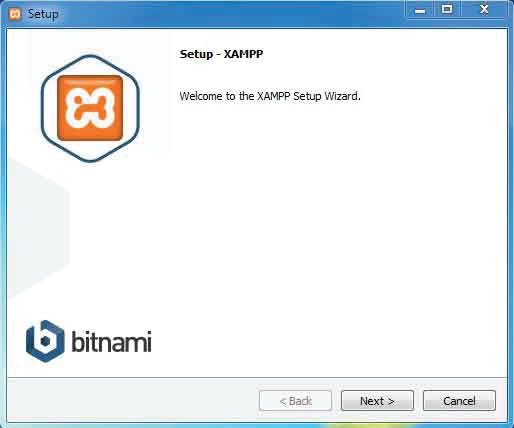 Setup
Setup - XAMPP
Welcome to the XAMPP Setup Wizard.
bitnami
< Back
Next >
Cancel